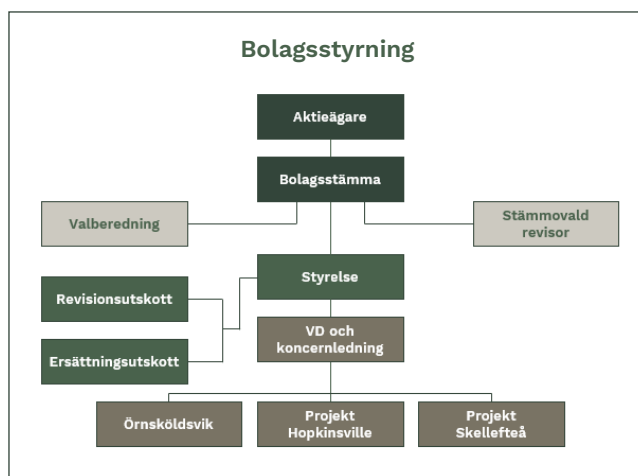 Bolagsstyrning
Aktieägare
Bolagsstämma
Valberedning
Stämmovald
revisor
Styrelse
Revisionsutskott
VD och
koncernledning
Ersättningsutskott
Örnsköldsvik
Projekt
Hopkinsville
Projekt
Skellefteå